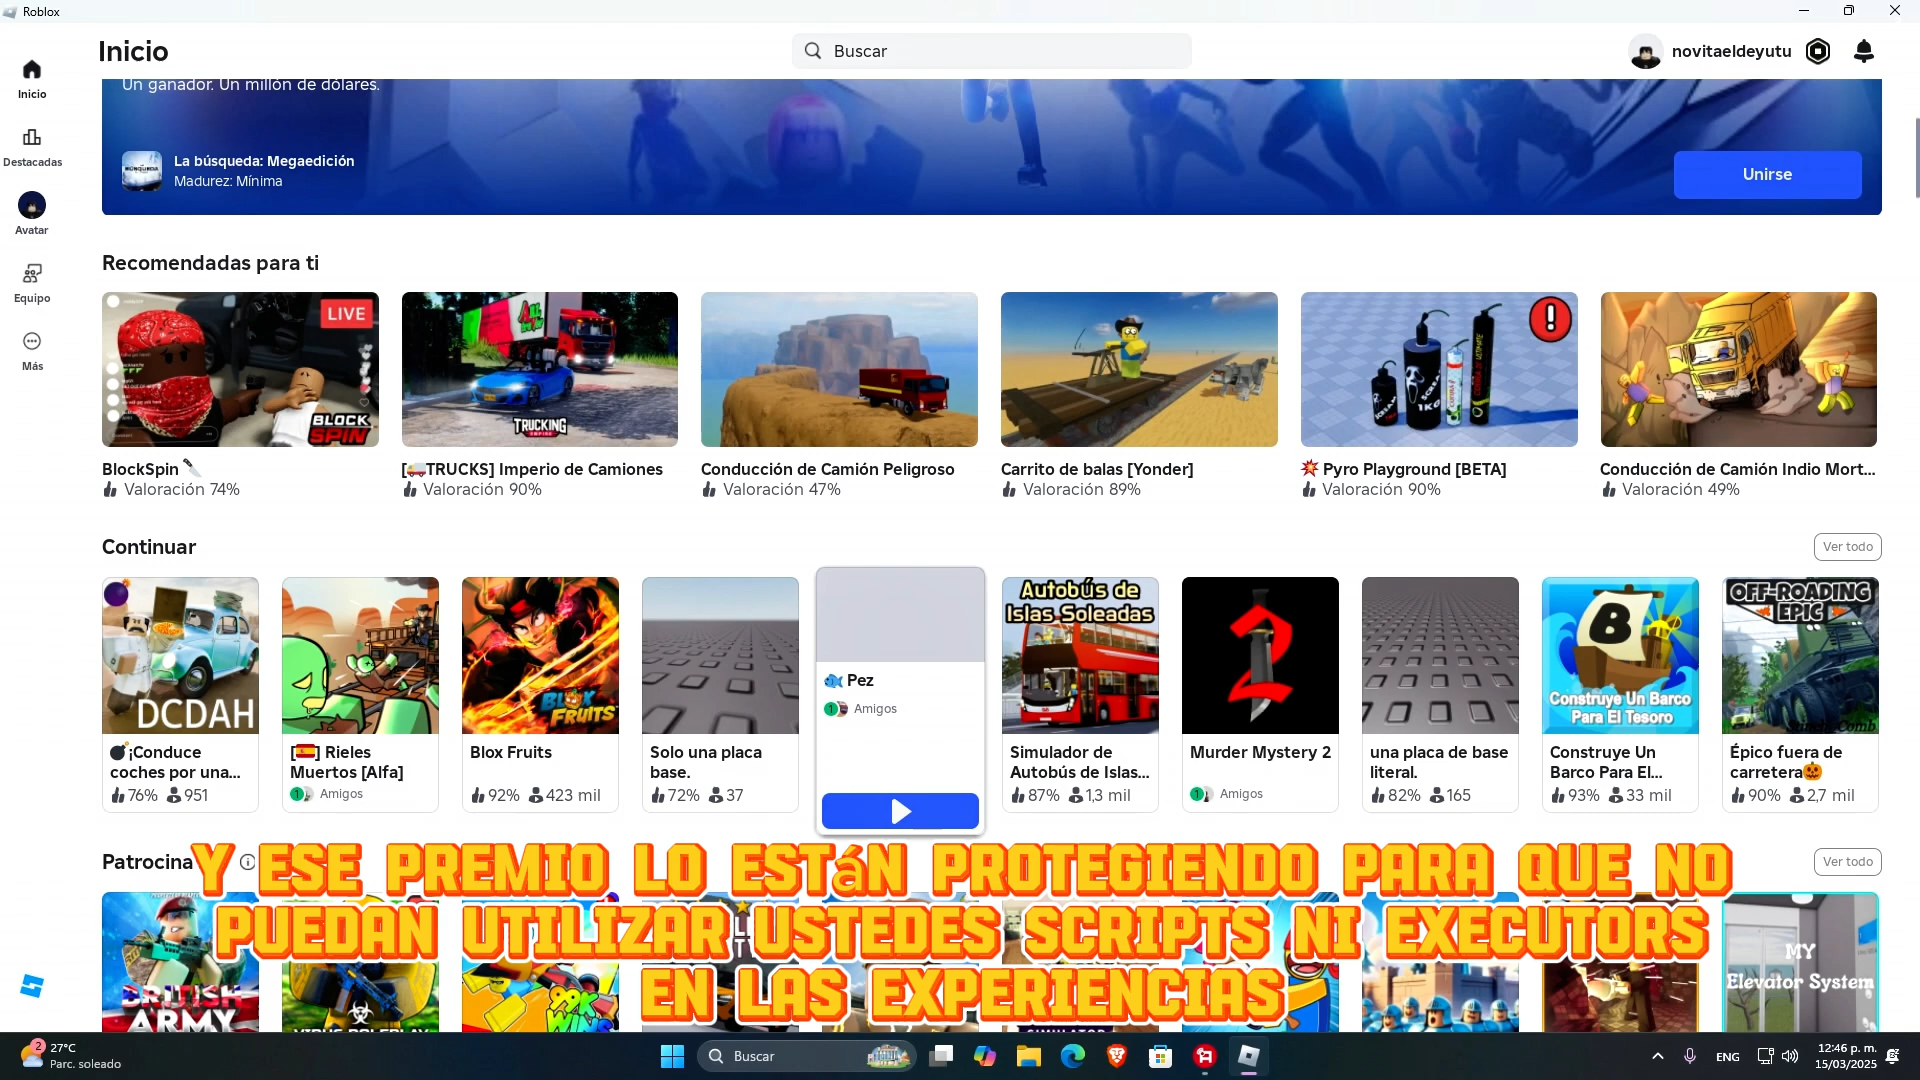 Roblox
Inicio
Buscar
novitaeldeyutu
Inicio
Destacadas
Avatar
Equipo
Más
Un ganador. Un millón de dólares.
La búsqueda: Megaedición
Madurez: Mínima
Unirse
Recomendadas para ti
LIVE
BLOCK
SPIN
TRUCKING
EMPIRE
BlockSpin
Valoración 74%
[🚛TRUCKS] Imperio de Camiones
Valoración 90%
Conducción de Camión Peligroso
Valoración 47%
Carrito de balas [Yonder]
Valoración 89%
💥 Pyro Playground [BETA]
Valoración 90%
Conducción de Camión Indio Mort...
Valoración 49%
Continuar
Ver todo
DCDAH
💣¡Conduce
coches por una...
76% 951
[🇪🇸] Rieles
Muertos [Alfa]
1 Amigos
BLOX
FRUITS
Blox Fruits
92% 423 mil
Solo una placa
base.
72% 37
🐟 Pez
1 Amigos
Autobús de
Islas Soleadas
Simulador de
Autobús de Islas...
87% 1,3 mil
2
Murder Mystery 2
1 Amigos
una placa de base
literal.
82% 165
B
Construye Un Barco
Para El Tesoro
Construye Un
Barco Para El...
93% 33 mil
OFF-ROADING
EPIC
Épico fuera de
carretera🎃
90% 2,7 mil
Patrocina
Ver todo
Y ESE PREMIO LO ESTáN PROTEGIENDO PARA QUE NO
PUEDAN UTILIZAR USTEDES SCRIPTS NI EXECUTORS
EN LAS EXPERIENCIAS
BRITISH
ARMY
99K
WINS
MY
Elevator System
2
27°C
Parc. soleado
Buscar
ENG
12:46 p. m.
15/03/2025